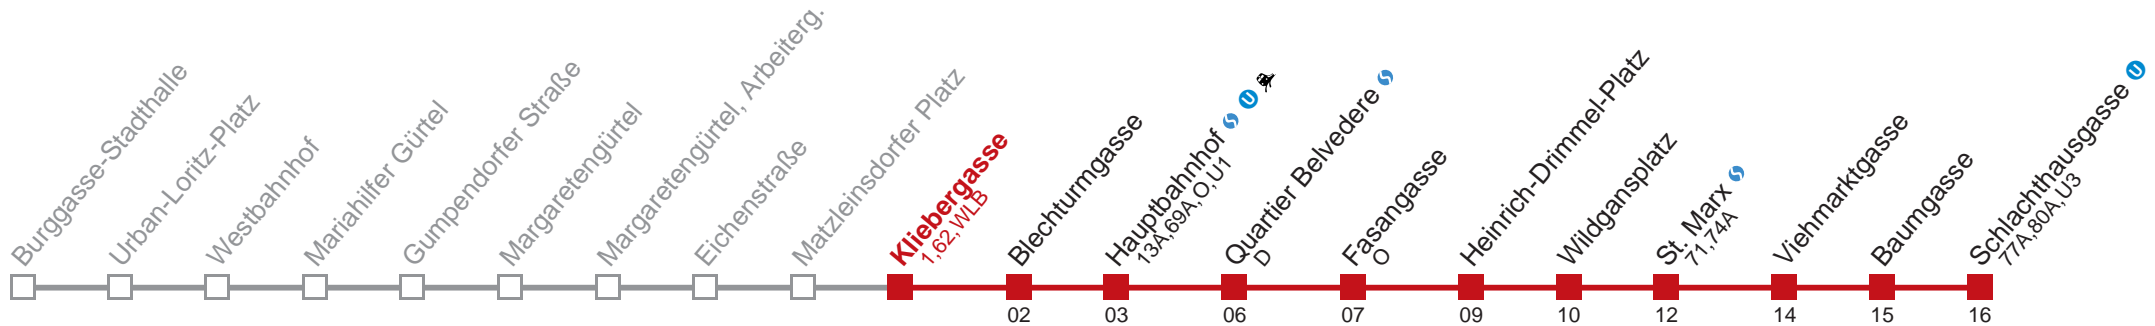 Burggasse-Stadthalle
Urban-Loritz-Platz
Westbahnhof
Mariahilfer Gürtel
Gumpendorfer Straße
Margaretengürtel
Margaretengürtel, Arbeiterg.
Eichenstraße
Matzleinsdorfer Platz
Kliebergasse
1,62,WLB
Blechturmgasse
02
Hauptbahnhof S U
13A,69A,O,U1
03
Quartier Belvedere S
D
06
Fasangasse
O
07
Heinrich-Drimmel-Platz
09
Wildgansplatz
10
St. Marx S
71,74A
12
Viehmarktgasse
14
Baumgasse
15
Schlachthausgasse U
77A,80A,U3
16